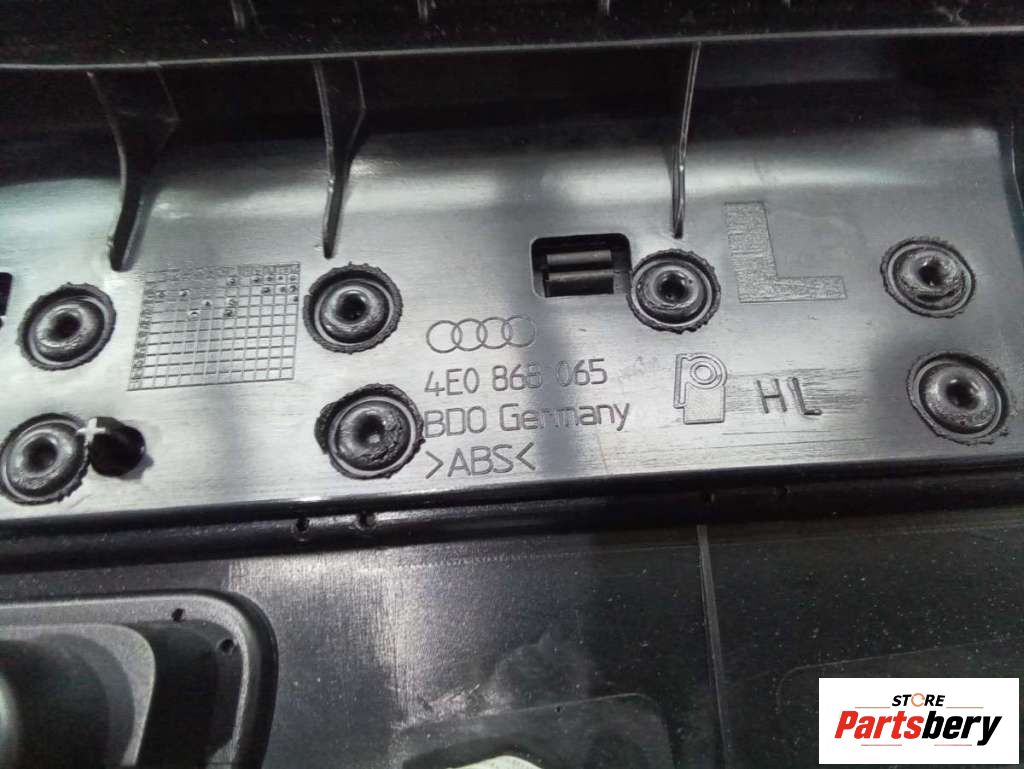 4E0 868 065
BDO Germany
>ABS<
L
HL
STORE
Partsbery